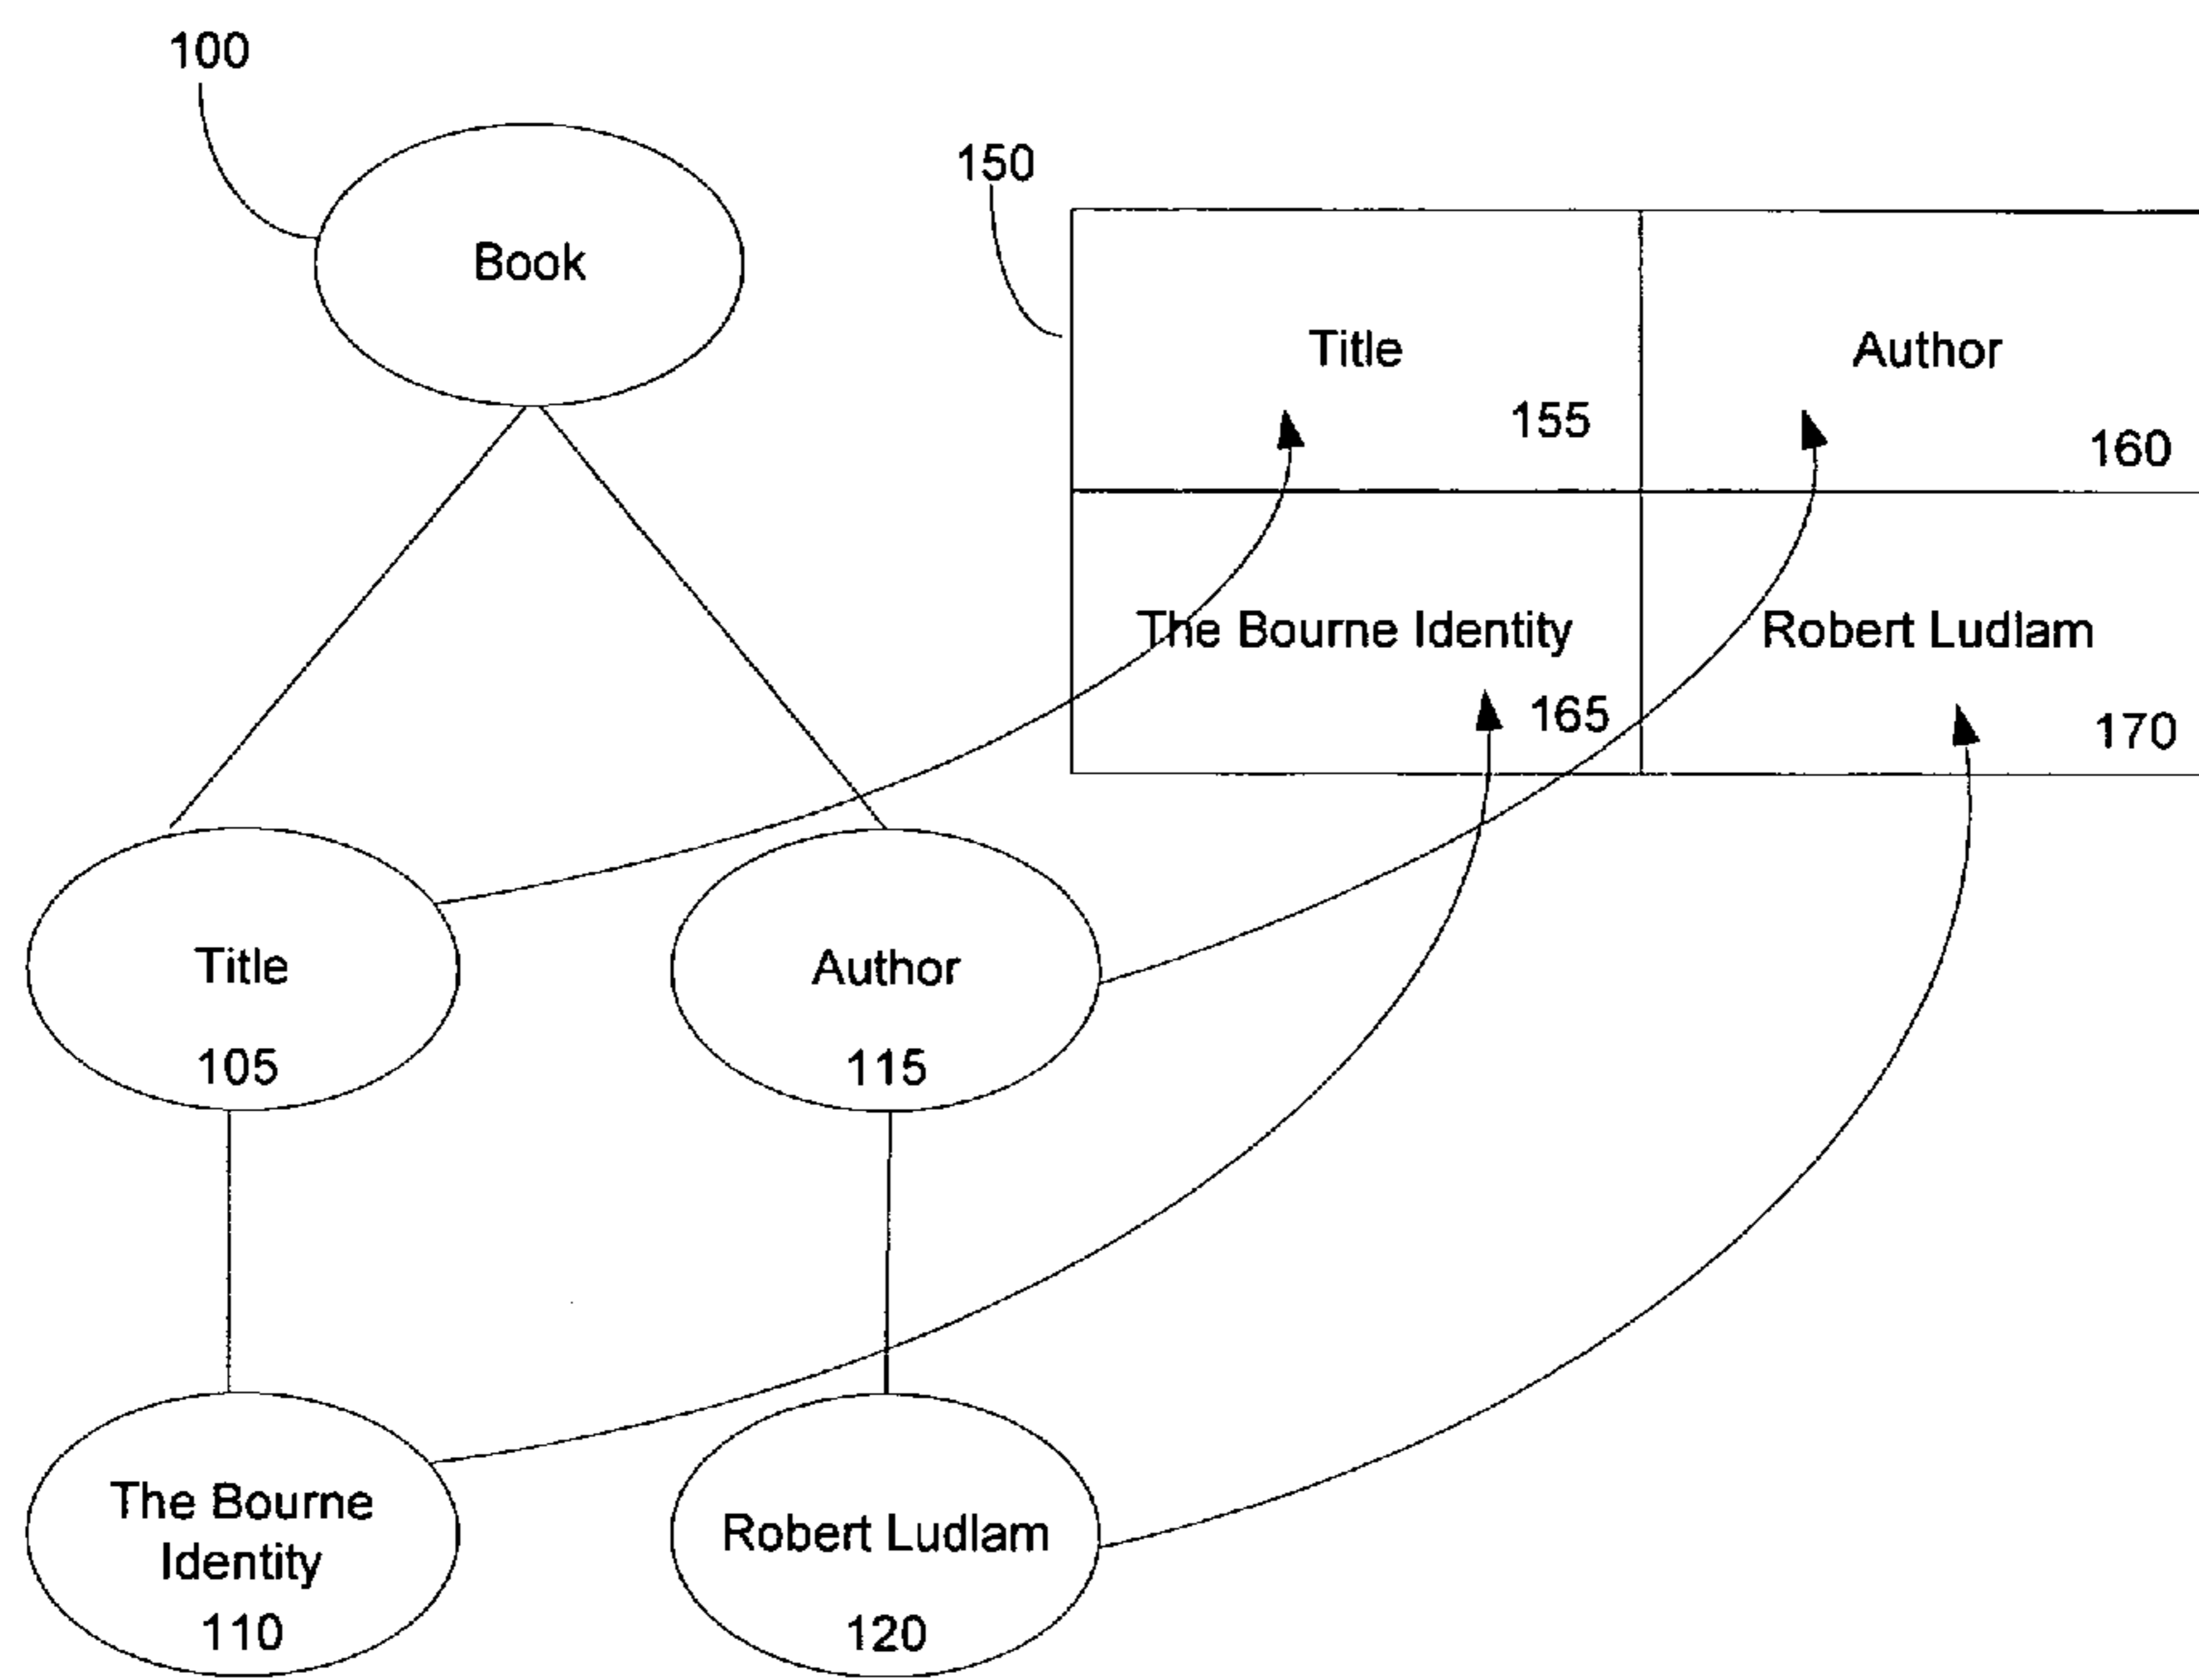 100
Book
150
Title
155
Author
160
The Bourne Identity
165
Robert Ludlam
170
Title
105
Author
115
The Bourne
Identity
110
Robert Ludlam
120